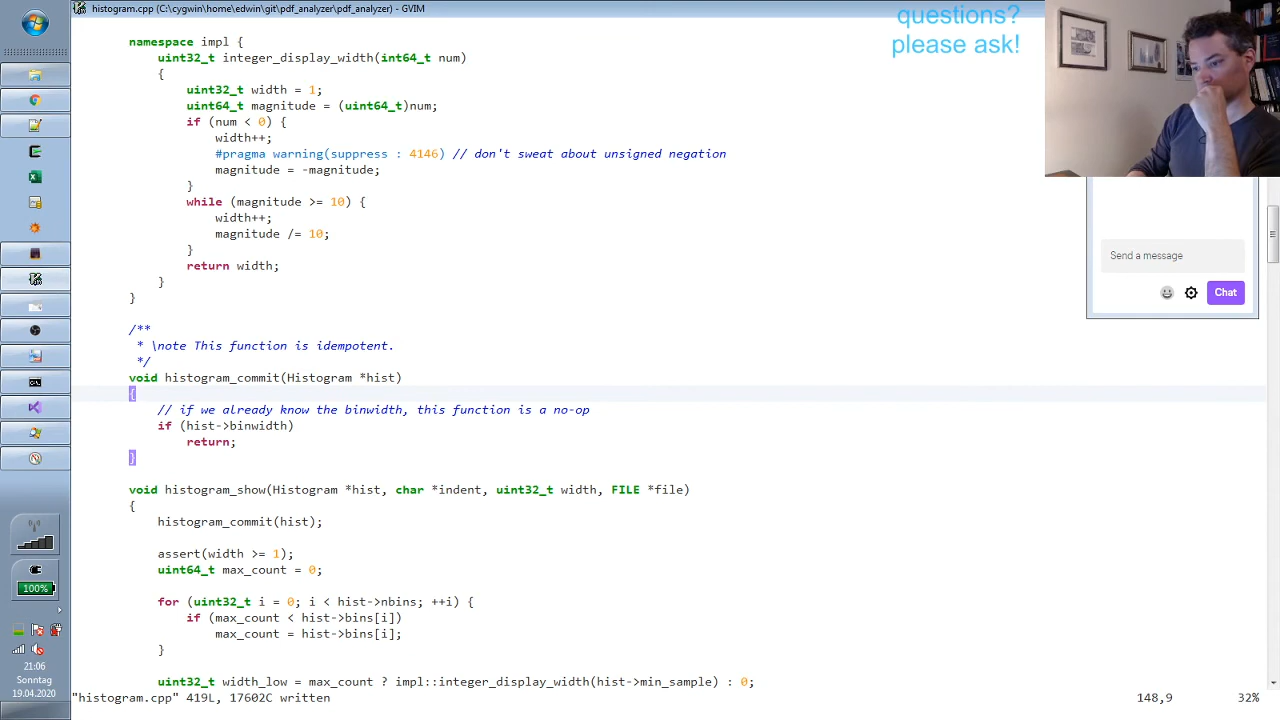 histogram.cpp (C:\cygwin\home\edwin\git\pdf_analyzer\pdf_analyzer) - GVIM
questions?
please ask!
namespace impl {
uint32_t integer_display_width(int64_t num)
{
uint32_t width = 1;
uint64_t magnitude = (uint64_t)num;
if (num < 0) {
width++;
#pragma warning(suppress : 4146) // don't sweat about unsigned negation
magnitude = -magnitude;
}
while (magnitude >= 10) {
width++;
magnitude /= 10;
}
return width;
}
}
/**
* \note This function is idempotent.
*/
void histogram_commit(Histogram *hist)
{
// if we already know the binwidth, this function is a no-op
if (hist->binwidth)
return;
}
void histogram_show(Histogram *hist, char *indent, uint32_t width, FILE *file)
{
histogram_commit(hist);
assert(width >= 1);
uint64_t max_count = 0;
for (uint32_t i = 0; i < hist->nbins; ++i) {
if (max_count < hist->bins[i])
max_count = hist->bins[i];
}
uint32_t width_low = max_count ? impl::integer_display_width(hist->min_sample) : 0;
"histogram.cpp" 419L, 17602C written
148,9
32%
Send a message
Chat
100%
21:06
Sonntag
19.04.2020